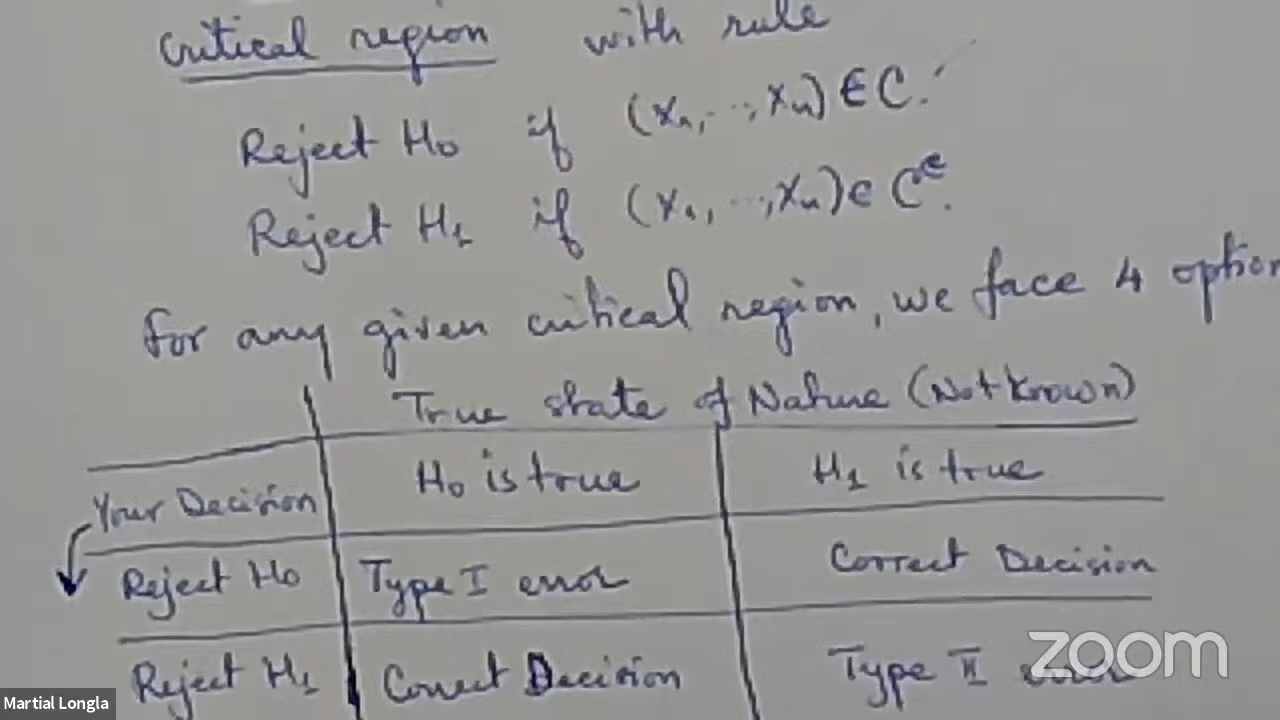 critical region with rule
Reject H₀ if (X₁, ..., Xₙ) ∈ C.
Reject H₁ if (X₁, ..., Xₙ) ∈ Cᶜ.
For any given critical region, we face 4 option
True state of Nature (Not Known)
Your Decision H₀ is true H₁ is true
Reject H₀ Type I error Correct Decision
Reject H₁ Correct Decision Type II error
zoom
Martial Longla